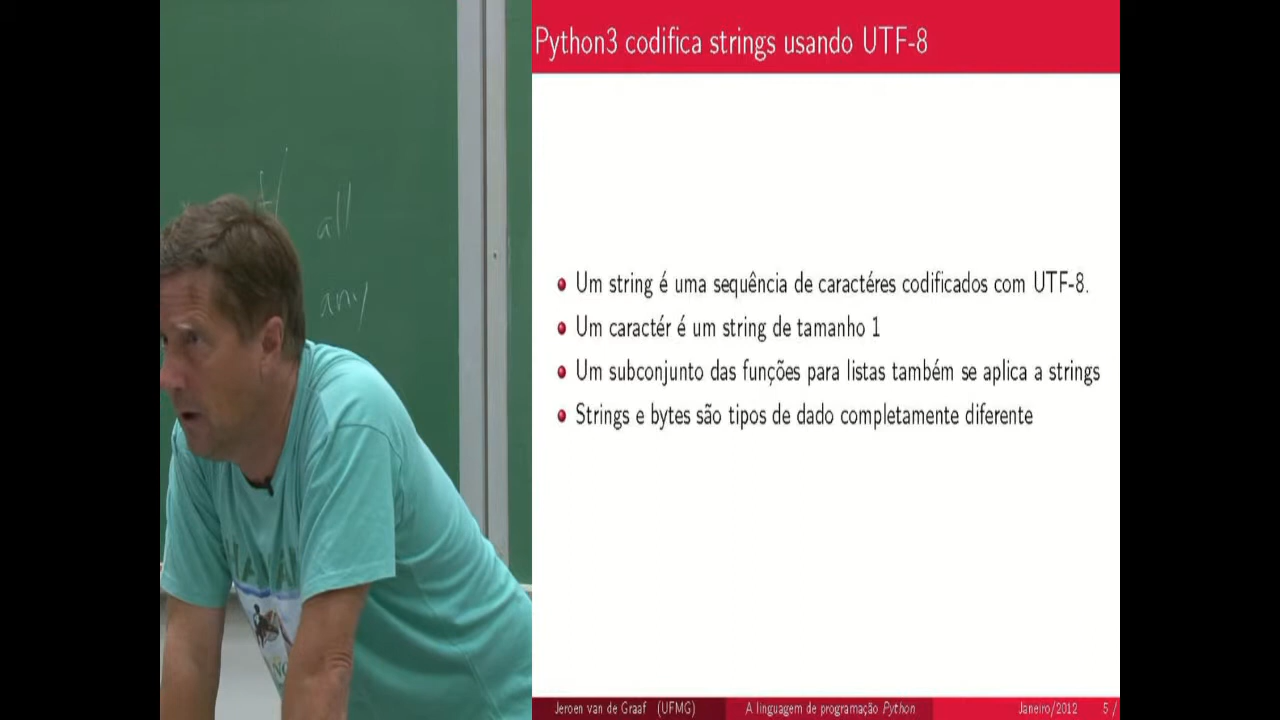 all
any
Python3 codifica strings usando UTF-8
Um string é uma sequência de caractéres codificados com UTF-8.
Um caractér é um string de tamanho 1
Um subconjunto das funções para listas também se aplica a strings
Strings e bytes são tipos de dado completamente diferente
Jeroen van de Graaf (UFMG) A linguagem de programação Python Janeiro/2012 5 /